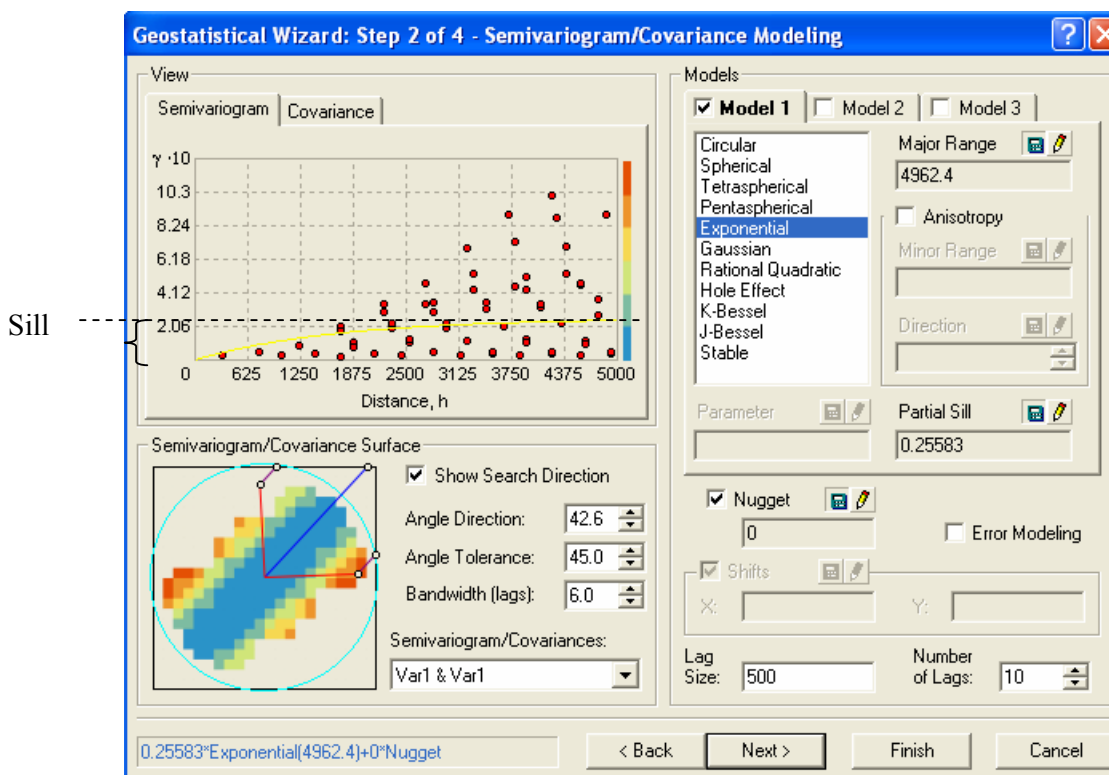 Geostatistical Wizard: Step 2 of 4 - Semivariogram/Covariance Modeling
View
Semivariogram
Covariance
γ ·10
10.3
8.24
6.18
4.12
2.06
0 625 1250 1875 2500 3125 3750 4375 5000
Distance, h
Sill
Semivariogram/Covariance Surface
Show Search Direction
Angle Direction: 42.6
Angle Tolerance: 45.0
Bandwidth (lags): 6.0
Semivariogram/Covariances:
Var1 & Var1
Models
Model 1 Model 2 Model 3
Circular
Spherical
Tetraspherical
Pentaspherical
Exponential
Gaussian
Rational Quadratic
Hole Effect
K-Bessel
J-Bessel
Stable
Major Range
4962.4
Anisotropy
Minor Range
Direction
Parameter
Partial Sill
0.25583
Nugget
0
Error Modeling
Shifts
X: Y:
Lag Size: 500
Number of Lags: 10
0.25583*Exponential(4962.4)+0*Nugget
< Back Next > Finish Cancel